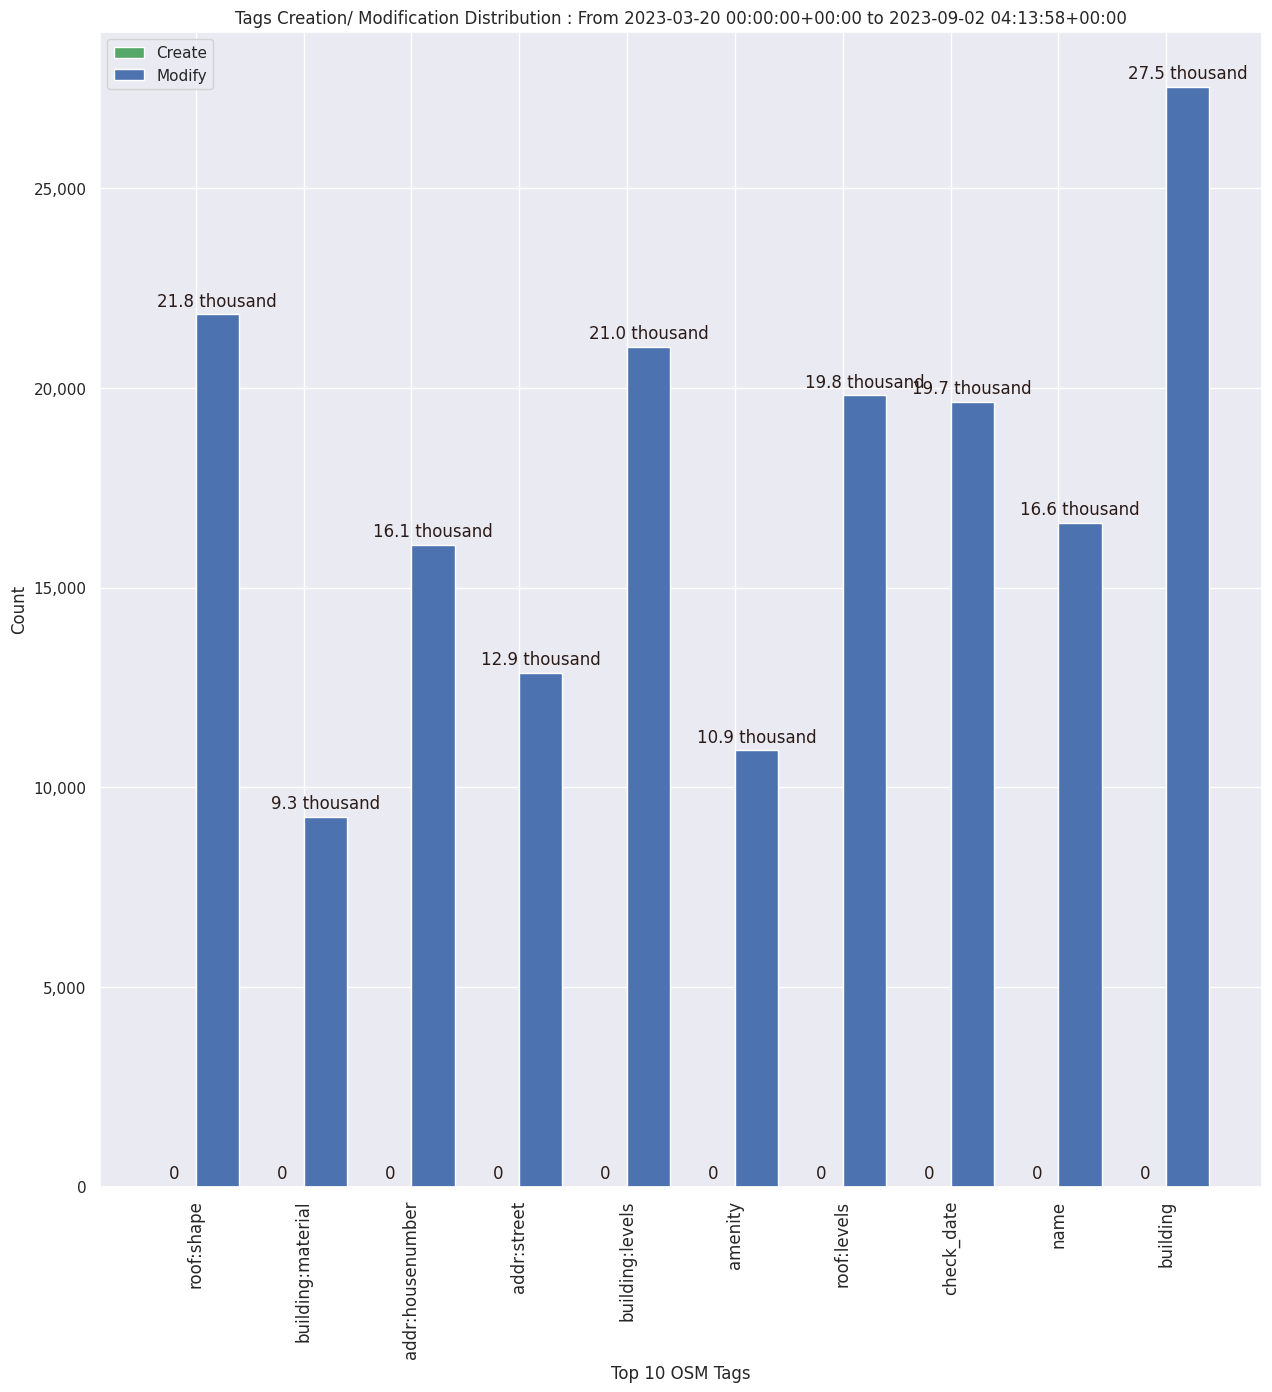 Tags Creation/ Modification Distribution : From 2023-03-20 00:00:00+00:00 to 2023-09-02 04:13:58+00:00
Create
Modify
27.5 thousand
25,000
21.8 thousand
21.0 thousand
20,000
19.8 thousand
19.7 thousand
16.6 thousand
16.1 thousand
15,000
12.9 thousand
10.9 thousand
10,000
9.3 thousand
5,000
0
0
0
0
0
0
0
0
0
0
0
Count
roof:shape
building:material
addr:housenumber
addr:street
building:levels
amenity
roof:levels
check_date
name
building
Top 10 OSM Tags